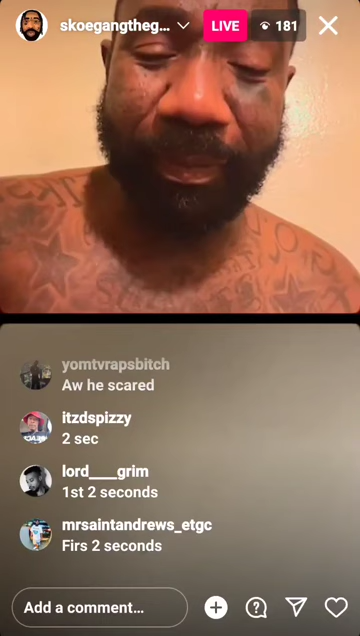 skoegangtheg...
LIVE
181
yomtvrapsbitch
Aw he scared
itzdspizzy
2 sec
lord____grim
1st 2 seconds
mrsaintandrews_etgc
Firs 2 seconds
Add a comment...